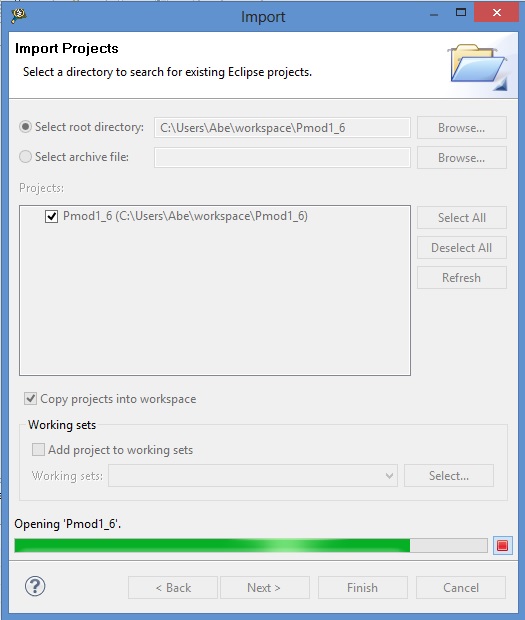 Import
Import Projects
Select a directory to search for existing Eclipse projects.
Select root directory: C:\Users\Abe\workspace\Pmod1_6 Browse...
Select archive file: Browse...
Projects:
Pmod1_6 (C:\Users\Abe\workspace\Pmod1_6) Select All
Deselect All
Refresh
Copy projects into workspace
Working sets
Add project to working sets
Working sets: Select...
Opening 'Pmod1_6'.
? < Back Next > Finish Cancel